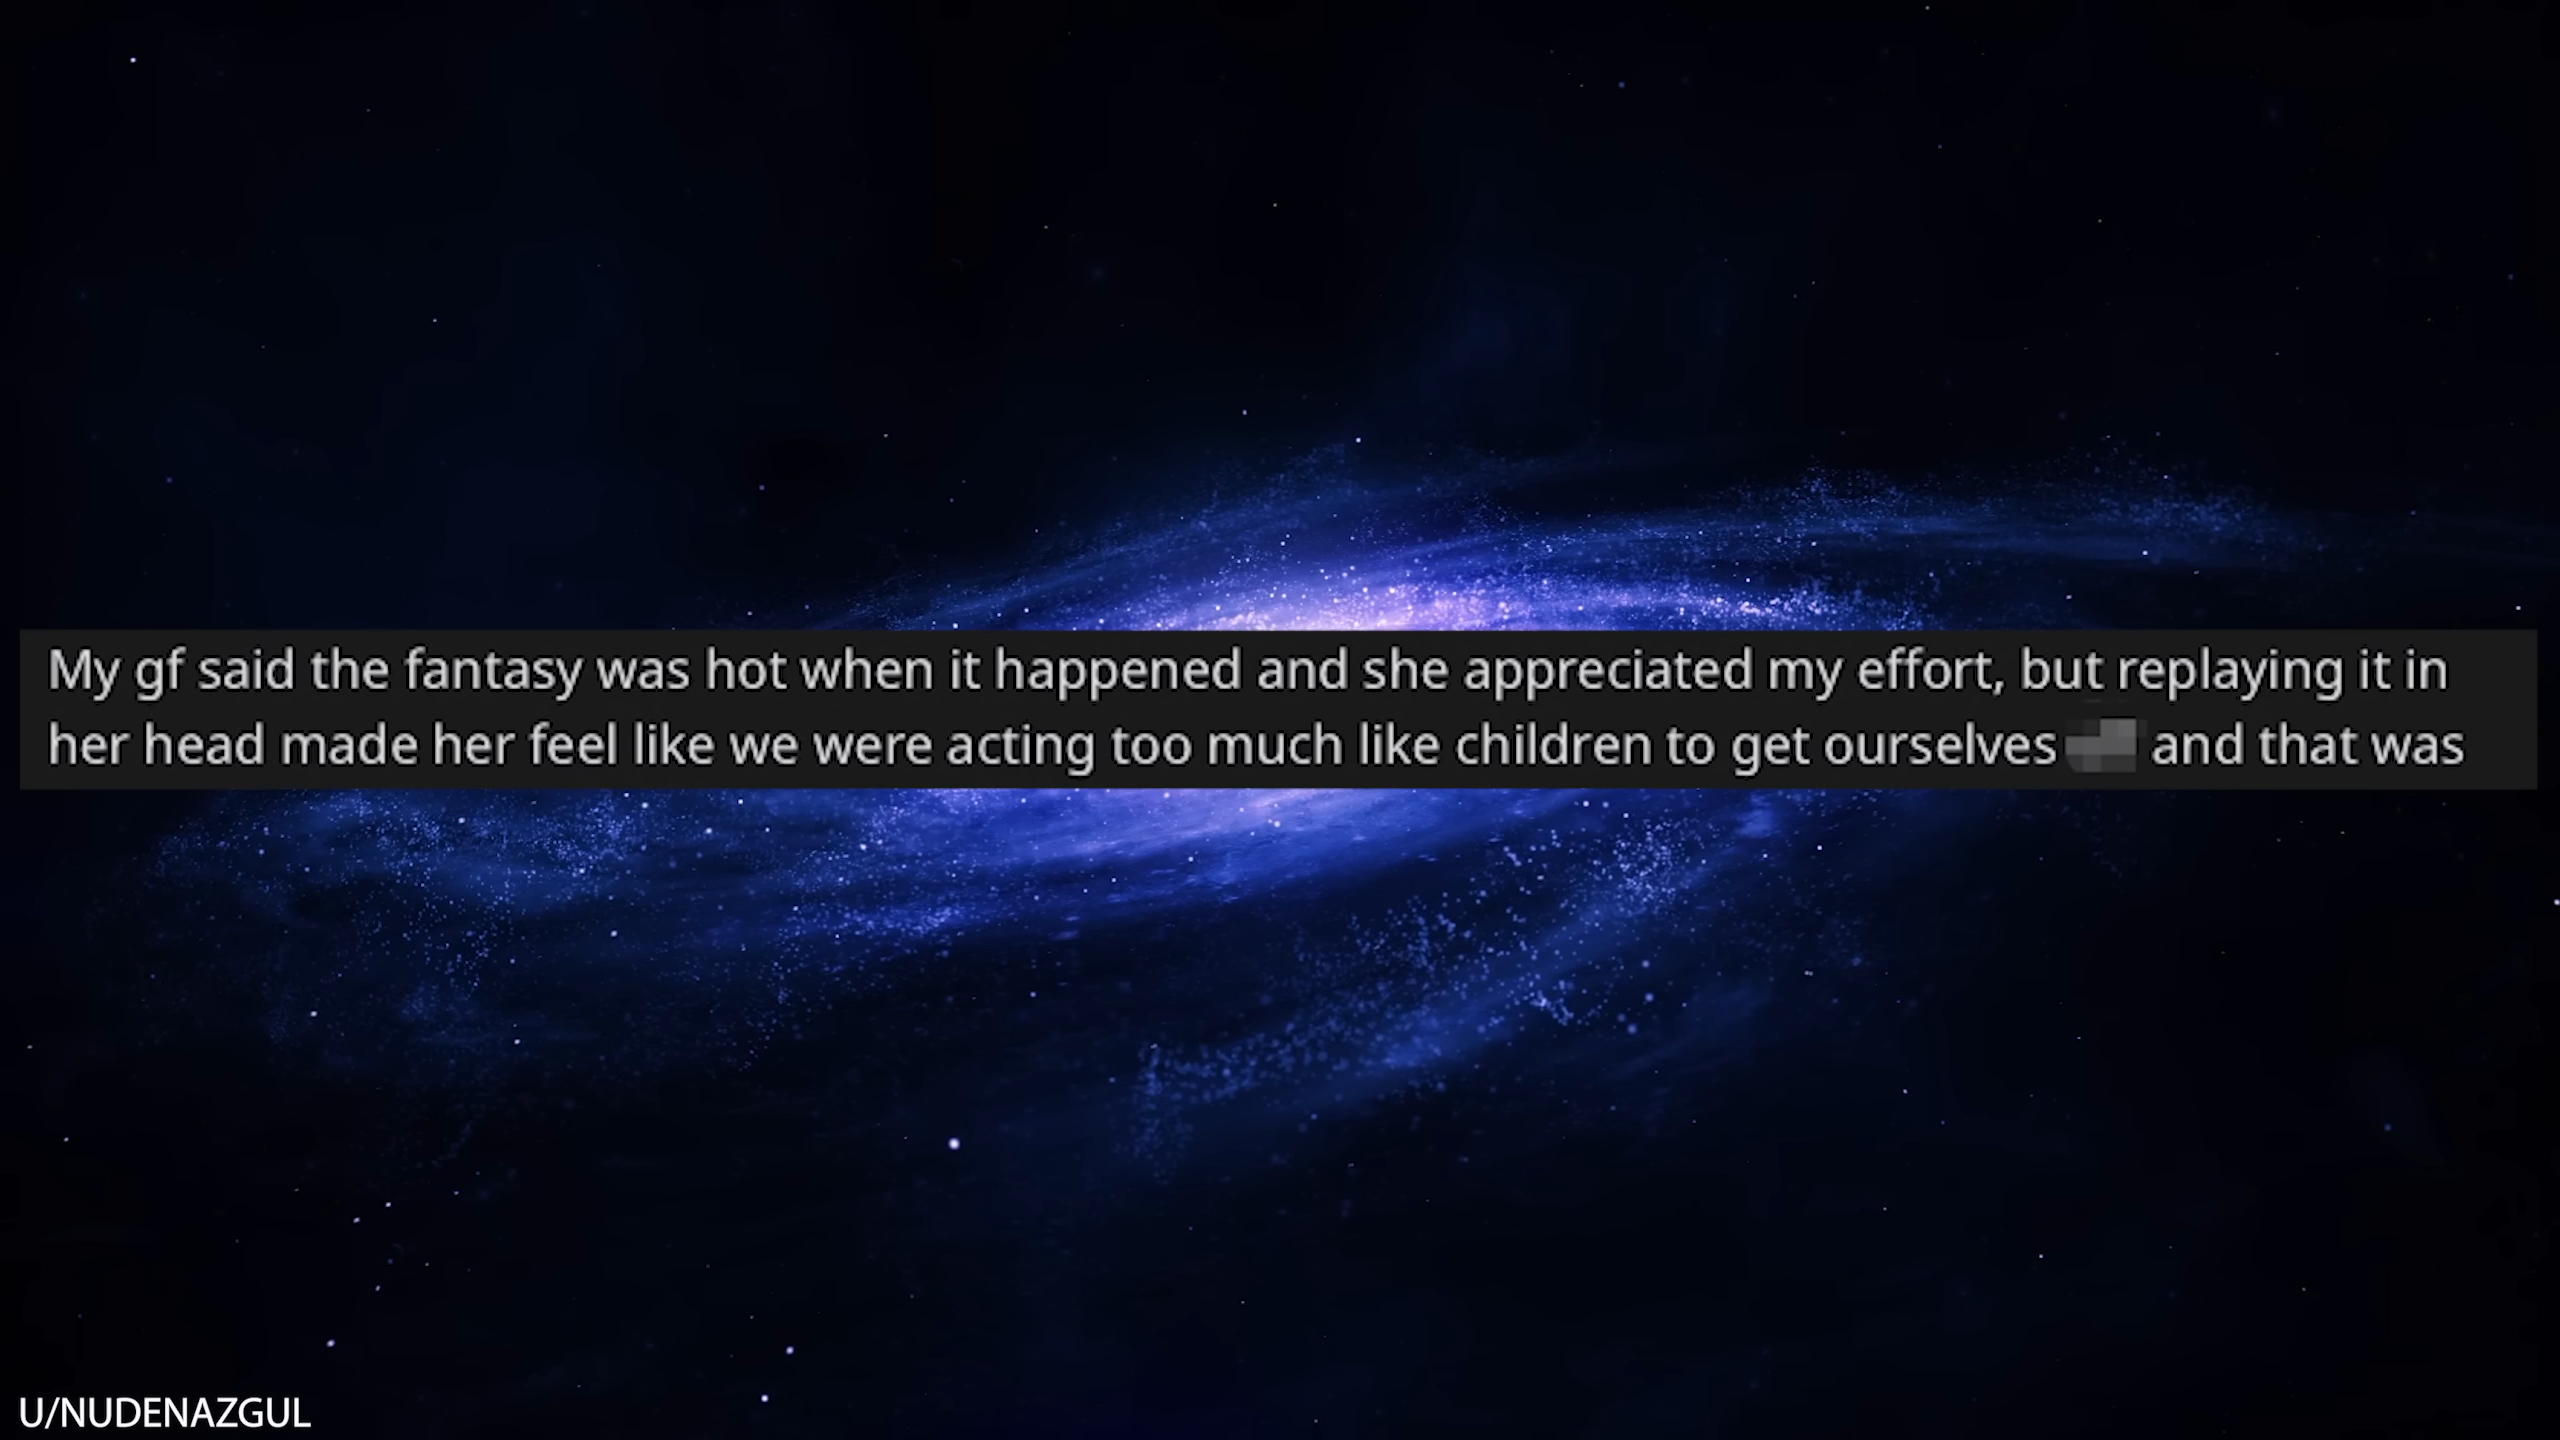 My gf said the fantasy was hot when it happened and she appreciated my effort, but replaying it in
her head made her feel like we were acting too much like children to get ourselves and that was
U/NUDENAZGUL